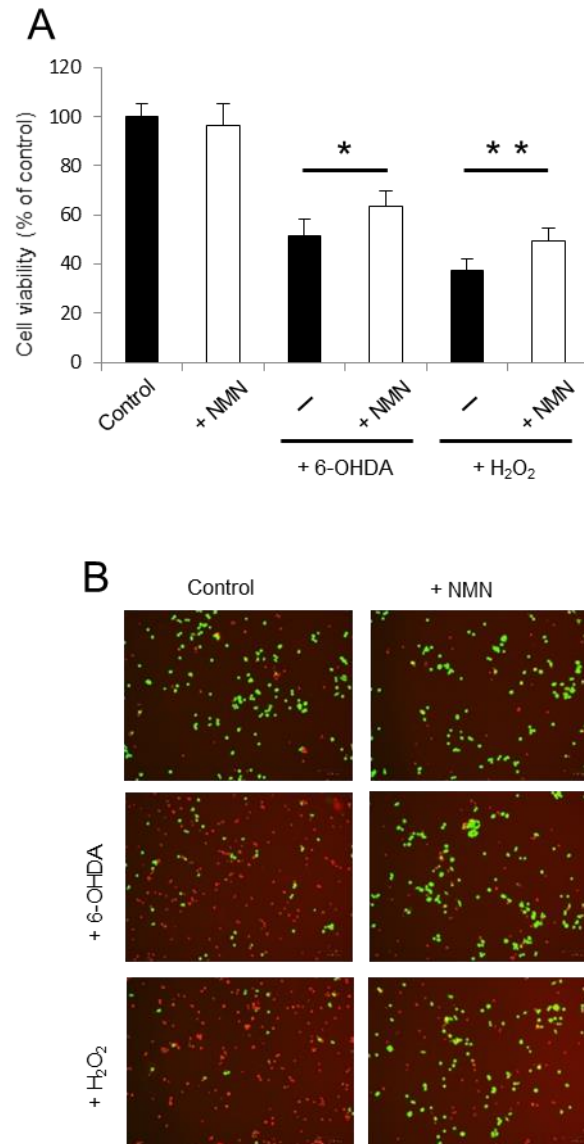 A
Cell viability (% of control)
120
100
80
60
40
20
0
*
* *
Control
+ NMN
—
+ NMN
—
+ NMN
+ 6-OHDA
+ H₂O₂
B
Control
+ NMN
+ 6-OHDA
+ H₂O₂